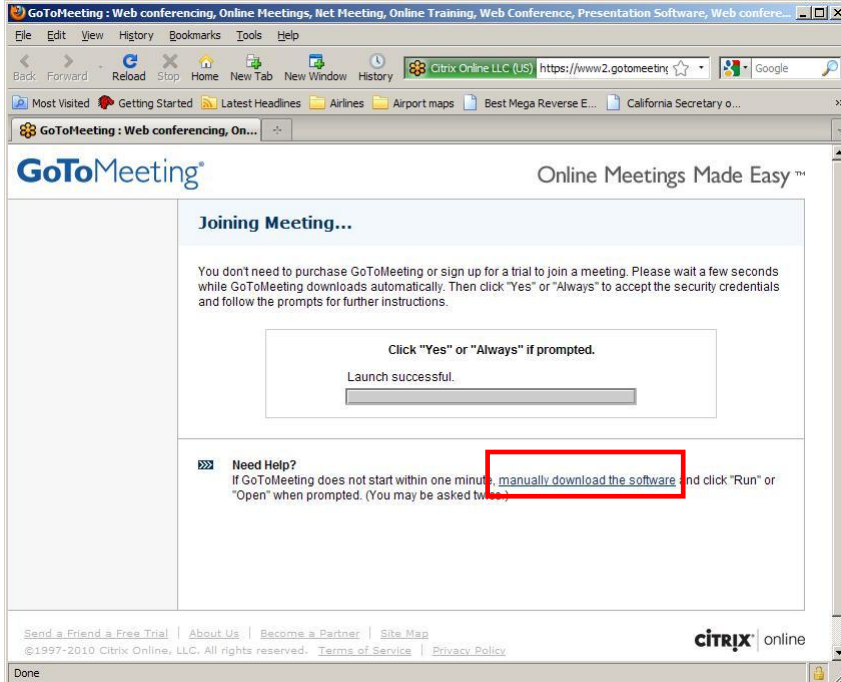 GoToMeeting : Web conferencing, Online Meetings, Net Meeting, Online Training, Web Conference, Presentation Software, Web confere...
File Edit View History Bookmarks Tools Help
Back Forward Reload Stop Home New Tab New Window History Citrix Online LLC (US) https://www2.gotomeeting Google
Most Visited Getting Started Latest Headlines Airlines Airport maps Best Mega Reverse E... California Secretary o... »
GoToMeeting : Web conferencing, On...
GoToMeeting® Online Meetings Made Easy ™
Joining Meeting...
You don't need to purchase GoToMeeting or sign up for a trial to join a meeting. Please wait a few seconds
while GoToMeeting downloads automatically. Then click "Yes" or "Always" to accept the security credentials
and follow the prompts for further instructions.
Click "Yes" or "Always" if prompted.
Launch successful.
Need Help?
If GoToMeeting does not start within one minute, manually download the software and click "Run" or
"Open" when prompted. (You may be asked twice.)
Send a Friend a Free Trial | About Us | Become a Partner | Site Map
©1997-2010 Citrix Online, LLC. All rights reserved. Terms of Service | Privacy Policy
CİTRIX® online
Done